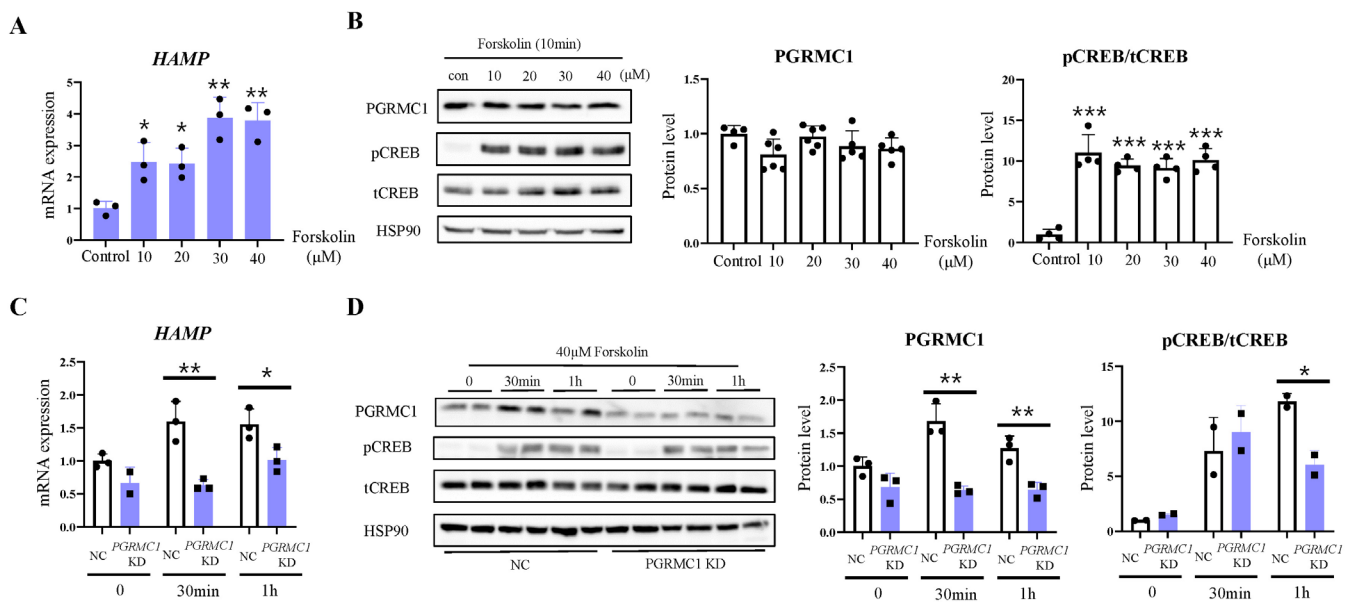 A
HAMP
mRNA expression
5
4
3
2
1
0
* * ** **
Control 10 20 30 40
Forskolin
(μM)
B
Forskolin (10min)
con 10 20 30 40 (μM)
PGRMC1
pCREB
tCREB
HSP90
PGRMC1
Protein level
1.5
1.0
0.5
0.0
Control 10 20 30 40
Forskolin
(μM)
pCREB/tCREB
Protein level
20
15
10
5
0
*** *** *** ***
Control 10 20 30 40
Forskolin
(μM)
C
HAMP
mRNA expression
2.5
2.0
1.5
1.0
0.5
0.0
** *
NC PGRMC1 KD NC PGRMC1 KD NC PGRMC1 KD
0 30min 1h
D
40μM Forskolin
0 30min 1h 0 30min 1h
PGRMC1
pCREB
tCREB
HSP90
NC PGRMC1 KD
PGRMC1
Protein level
2.5
2.0
1.5
1.0
0.5
0.0
** **
NC PGRMC1 KD NC PGRMC1 KD NC PGRMC1 KD
0 30min 1h
pCREB/tCREB
Protein level
15
10
5
0
*
NC PGRMC1 KD NC PGRMC1 KD NC PGRMC1 KD
0 30min 1h